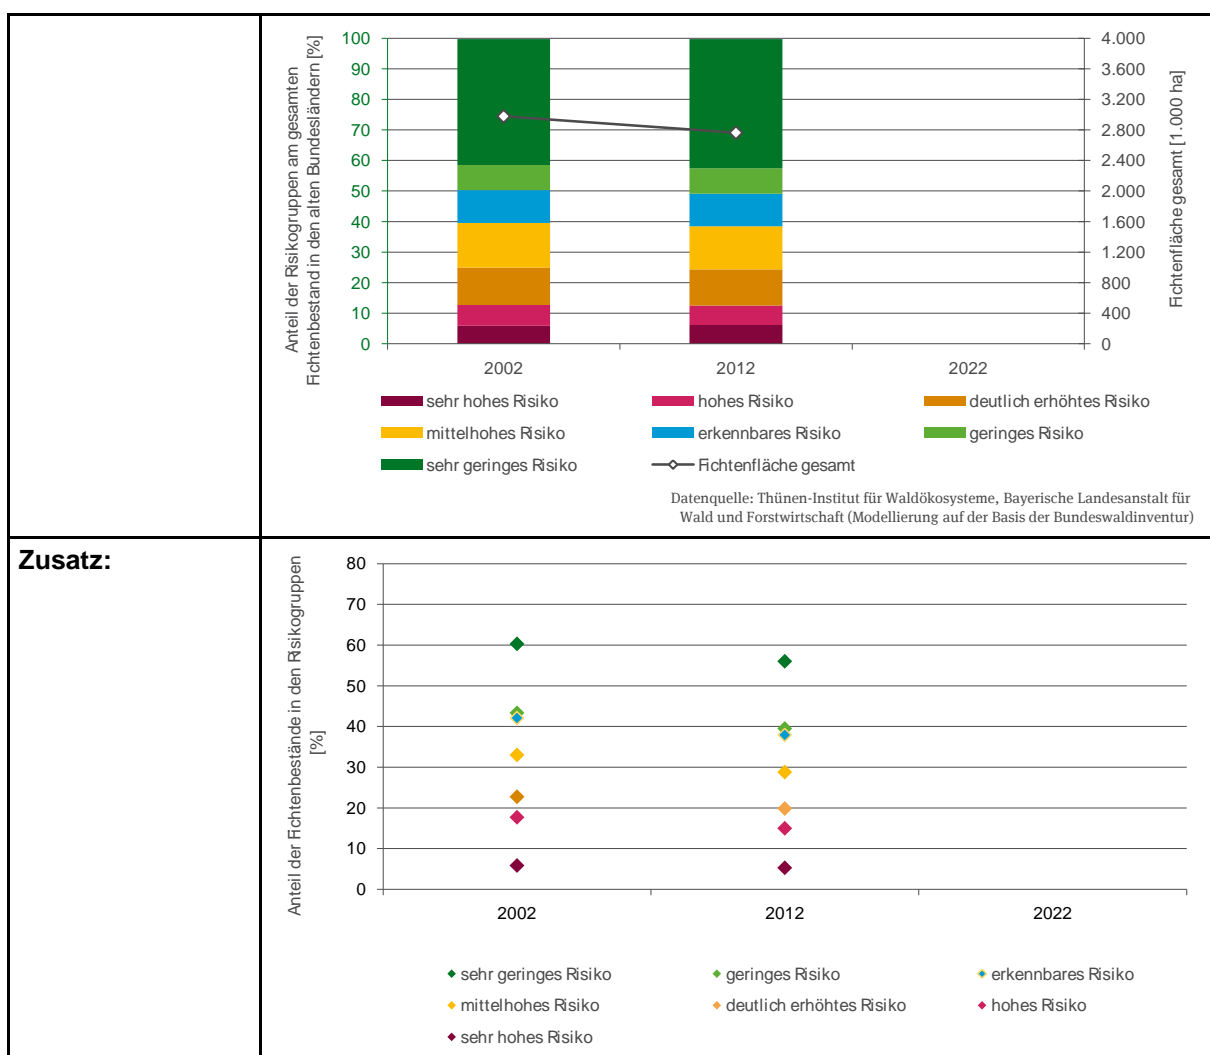 Anteil der Risikogruppen am gesamten
Fichtenbestand in den alten Bundesländern [%]
100
90
80
70
60
50
40
30
20
10
0
4.000
3.600
3.200
2.800
2.400
2.000
1.600
1.200
800
400
0
Fichtenfläche gesamt [1.000 ha]
2002 2012 2022
sehr hohes Risiko hohes Risiko deutlich erhöhtes Risiko
mittelhohes Risiko erkennbares Risiko geringes Risiko
sehr geringes Risiko Fichtenfläche gesamt
Datenquelle: Thünen-Institut für Waldökosysteme, Bayerische Landesanstalt für
Wald und Forstwirtschaft (Modellierung auf der Basis der Bundeswaldinventur)
Zusatz:
Anteil der Fichtenbestände in den Risikogruppen
[%]
80
70
60
50
40
30
20
10
0
2002 2012 2022
sehr geringes Risiko geringes Risiko erkennbares Risiko
mittelhohes Risiko deutlich erhöhtes Risiko hohes Risiko
sehr hohes Risiko